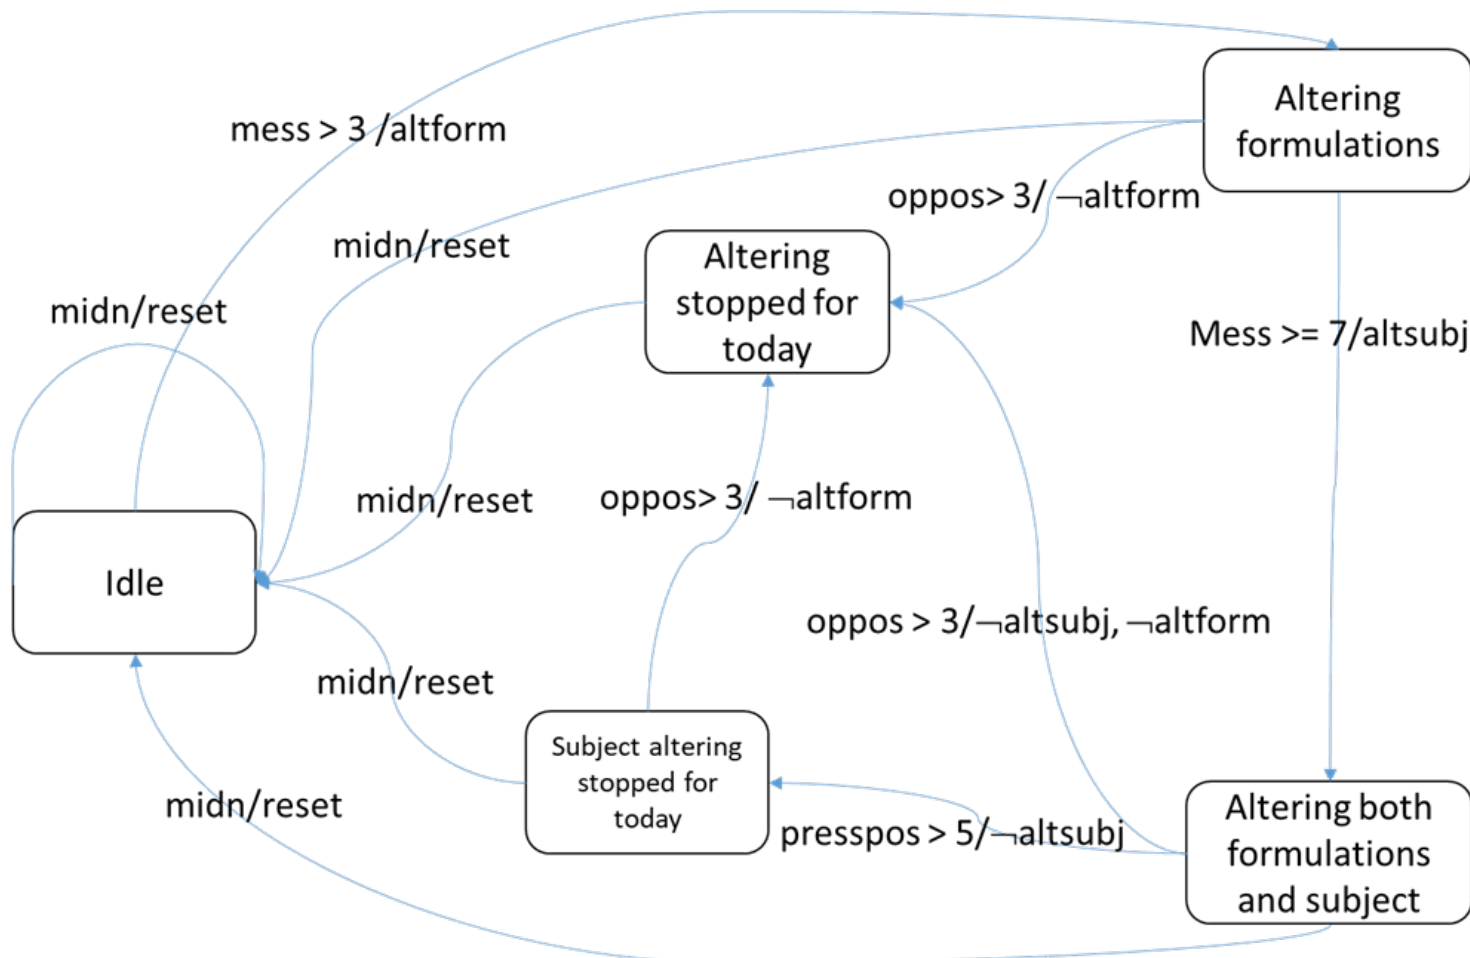 Altering
formulations
mess > 3 /altform
oppos> 3/ ¬altform
midn/reset
Altering
stopped for
today
midn/reset
Mess >= 7/altsubj
midn/reset
oppos> 3/ ¬altform
Idle
oppos > 3/¬altsubj, ¬altform
midn/reset
Subject altering
stopped for
today
midn/reset
presspos > 5/¬altsubj
Altering both
formulations
and subject